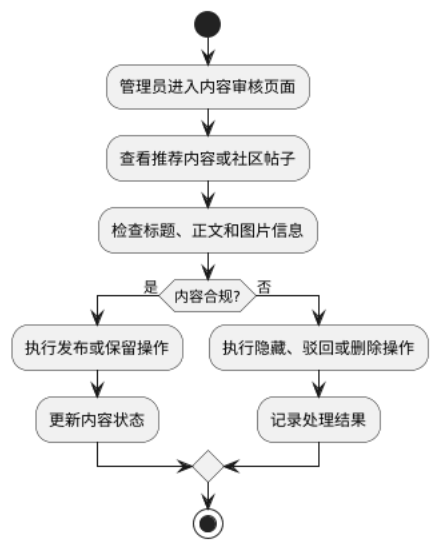 管理员进入内容审核页面
查看推荐内容或社区帖子
检查标题、正文和图片信息
是
内容合规?
否
执行发布或保留操作
执行隐藏、驳回或删除操作
更新内容状态
记录处理结果